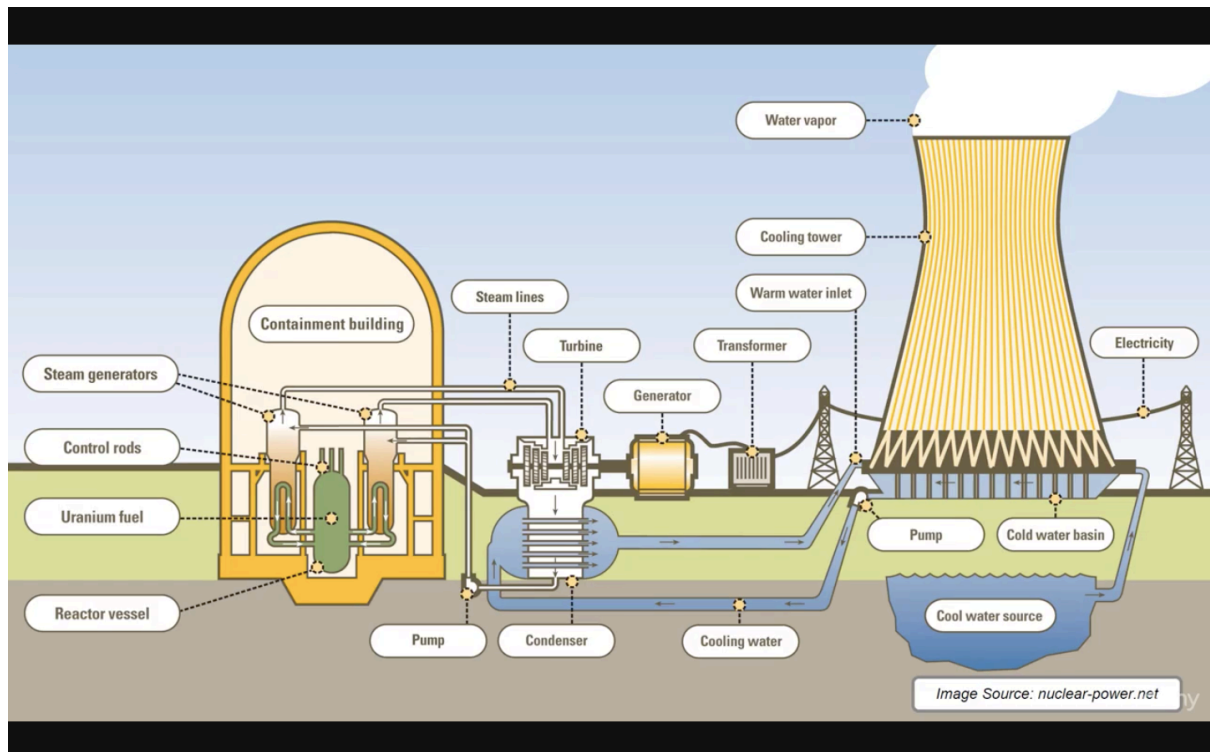 Water vapor
Cooling tower
Steam lines
Warm water inlet
Containment building
Turbine
Transformer
Electricity
Steam generators
Generator
Control rods
Uranium fuel
Pump
Cold water basin
Reactor vessel
Cool water source
Pump
Condenser
Cooling water
Image Source: nuclear-power.net